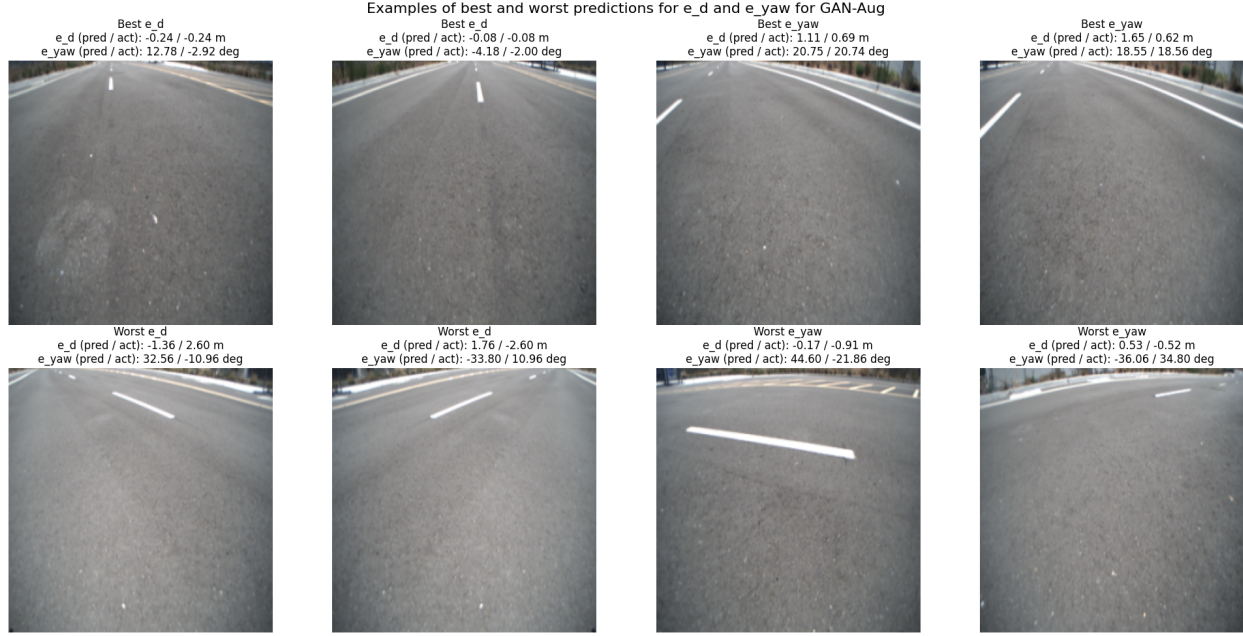 Examples of best and worst predictions for e_d and e_yaw for GAN-Aug
Best e_d
e_d (pred / act): -0.24 / -0.24 m
e_yaw (pred / act): 12.78 / -2.92 deg
Best e_d
e_d (pred / act): -0.08 / -0.08 m
e_yaw (pred / act): -4.18 / -2.00 deg
Best e_yaw
e_d (pred / act): 1.11 / 0.69 m
e_yaw (pred / act): 20.75 / 20.74 deg
Best e_yaw
e_d (pred / act): 1.65 / 0.62 m
e_yaw (pred / act): 18.55 / 18.56 deg
Worst e_d
e_d (pred / act): -1.36 / 2.60 m
e_yaw (pred / act): 32.56 / -10.96 deg
Worst e_d
e_d (pred / act): 1.76 / -2.60 m
e_yaw (pred / act): -33.80 / 10.96 deg
Worst e_yaw
e_d (pred / act): -0.17 / -0.91 m
e_yaw (pred / act): 44.60 / -21.86 deg
Worst e_yaw
e_d (pred / act): 0.53 / -0.52 m
e_yaw (pred / act): -36.06 / 34.80 deg